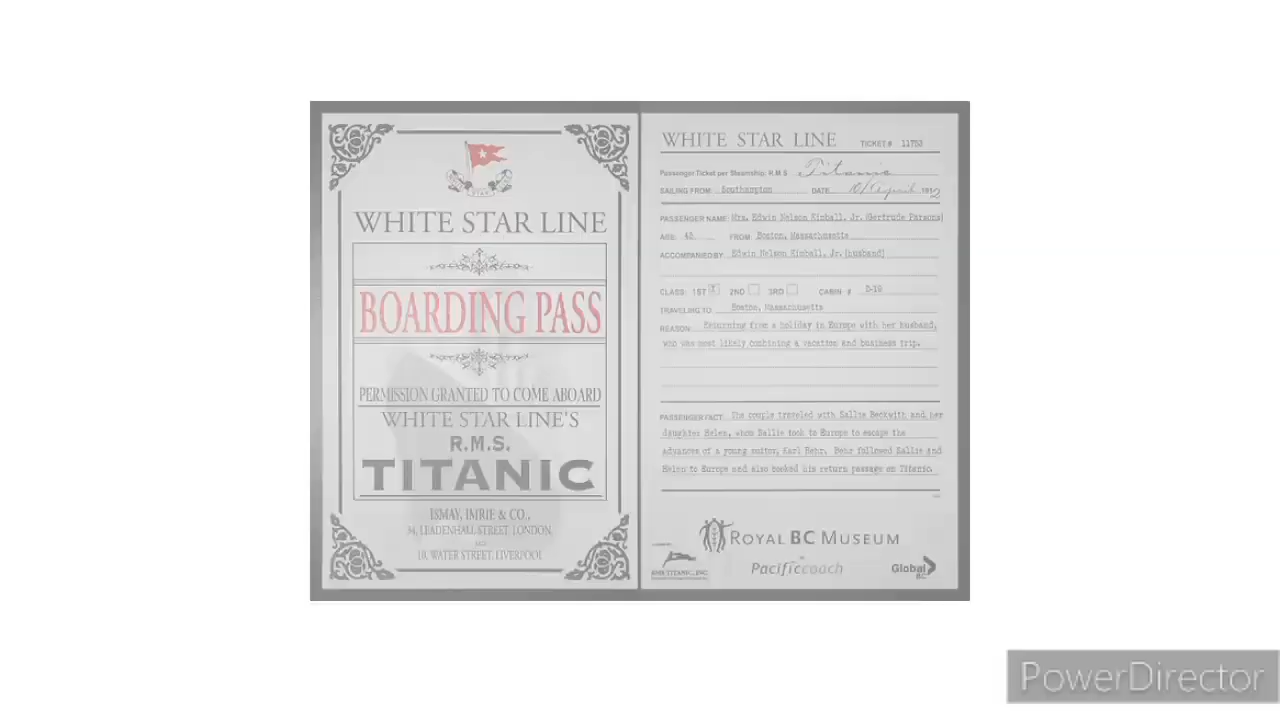 STAR
WHITE STAR LINE
BOARDING PASS
PERMISSION GRANTED TO COME ABOARD
WHITE STAR LINE'S
R.M.S.
TITANIC
ISMAY, IMRIE & CO.,
34, LEADENHALL STREET, LONDON,
AND
10, WATER STREET, LIVERPOOL
WHITE STAR LINE TICKET# 11753
Passenger Ticket per Steamship: R.M.S Titanic
SAILING FROM: Southampton DATE: 10/April 1912
PASSENGER NAME: Mrs. Edwin Nelson Kimball, Jr. (Gertrude Parsons)
AGE: 45 FROM: Boston, Massachusetts
ACCOMPANIED BY: Edwin Nelson Kimball, Jr. (husband)
CLASS: 1ST X 2ND 3RD CABIN # D-19
TRAVELING TO: Boston, Massachusetts
REASON: Returning from a holiday in Europe with her husband,
who was most likely combining a vacation and business trip.
PASSENGER FACT: The couple traveled with Sallie Beckwith and her
daughter Helen, whom Sallie took to Europe to escape the
advances of a young suitor, Karl Behr. Behr followed Sallie and
Helen to Europe and also booked his return passage on Titanic.
ROYAL BC MUSEUM
RMS TITANIC, INC.
Pacificcoach
Global
BC
PowerDirector